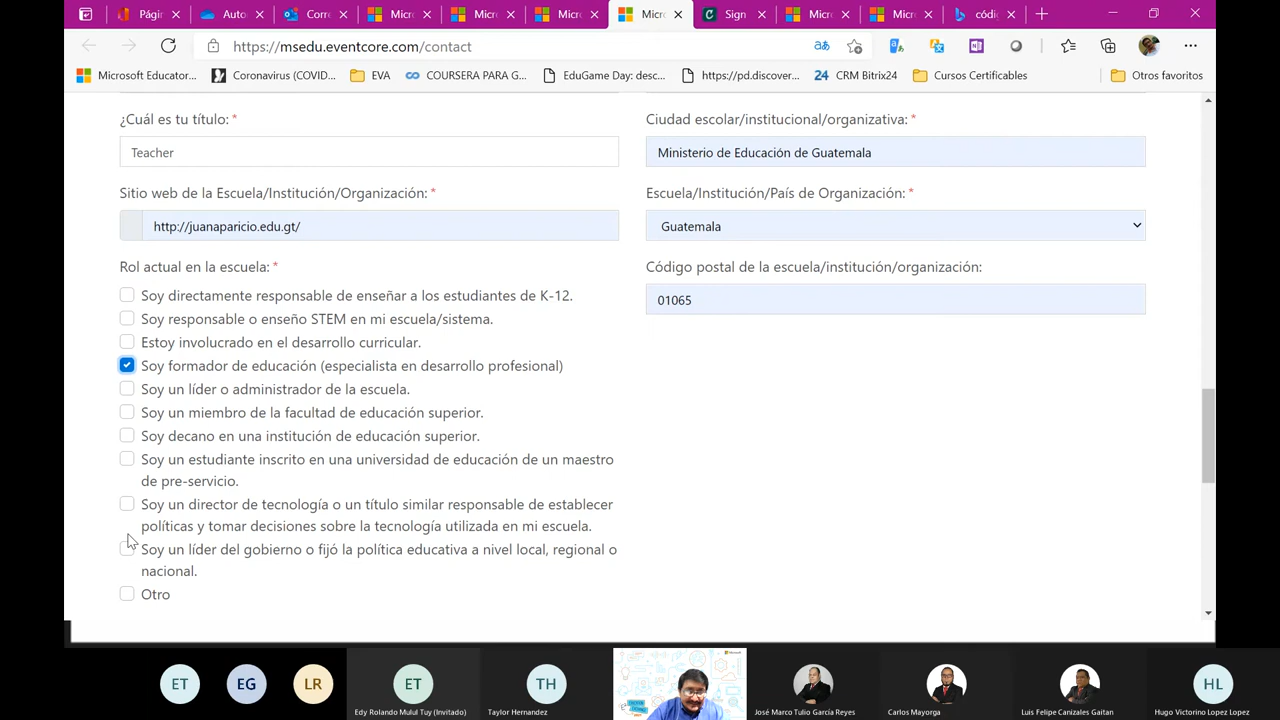 Págin
Auto
Corre
Micro
Micro
Micro
Micro
Sign
Micro
Micro
códi
https://msedu.eventcore.com/contact
Microsoft Educator...
Coronavirus (COVID...
EVA
COURSERA PARA G...
EduGame Day: desc...
https://pd.discover...
24 CRM Bitrix24
Cursos Certificables
Otros favoritos
¿Cuál es tu título: *
Teacher
Ciudad escolar/institucional/organizativa: *
Ministerio de Educación de Guatemala
Sitio web de la Escuela/Institución/Organización: *
http://juanaparicio.edu.gt/
Escuela/Institución/País de Organización: *
Guatemala
Rol actual en la escuela: *
Código postal de la escuela/institución/organización:
01065
Soy directamente responsable de enseñar a los estudiantes de K-12.
Soy responsable o enseño STEM en mi escuela/sistema.
Estoy involucrado en el desarrollo curricular.
Soy formador de educación (especialista en desarrollo profesional)
Soy un líder o administrador de la escuela.
Soy un miembro de la facultad de educación superior.
Soy decano en una institución de educación superior.
Soy un estudiante inscrito en una universidad de educación de un maestro
de pre-servicio.
Soy un director de tecnología o un título similar responsable de establecer
políticas y tomar decisiones sobre la tecnología utilizada en mi escuela.
Soy un líder del gobierno o fijó la política educativa a nivel local, regional o
nacional.
Otro
ET
EG
LR
ET
TH
HL
Edy Rolando Mulul Tuy (Invitado)
Taylor Hernandez
José Marco Tulio García Reyes
Carlos Mayorga
Luis Felipe Canizales Gaitan
Hugo Victorino Lopez Lopez